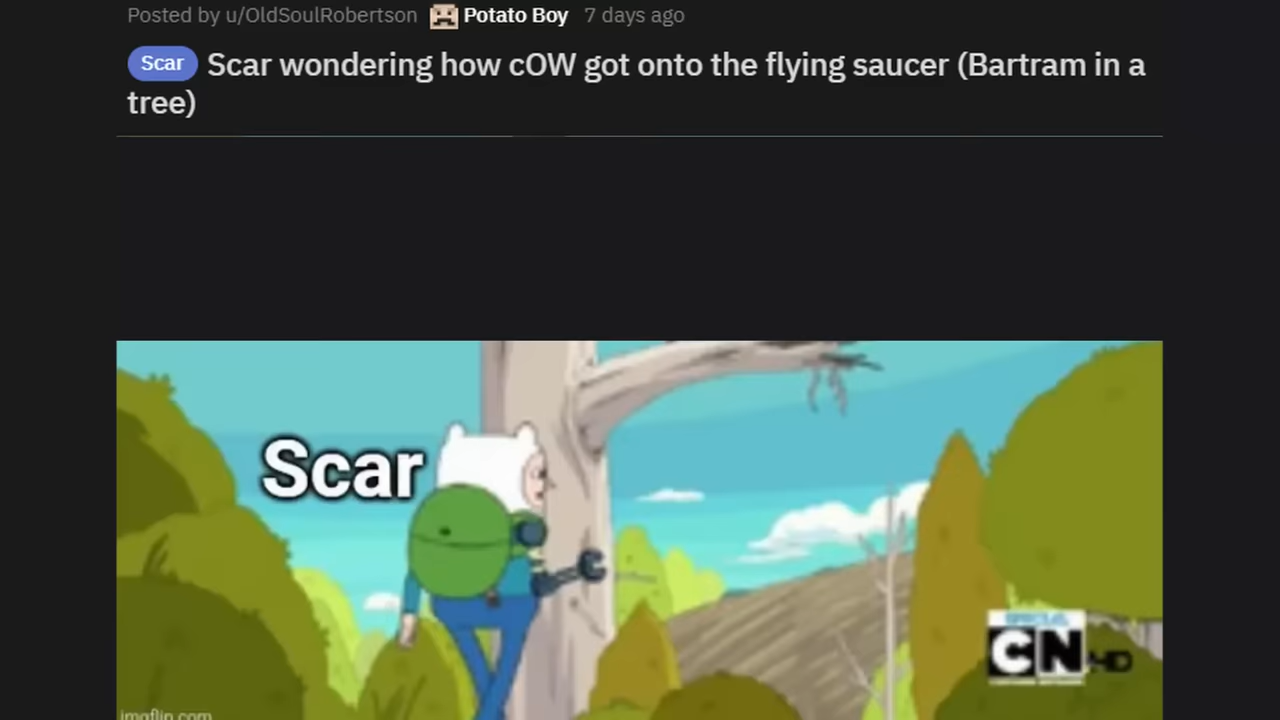 Posted by u/OldSoulRobertson Potato Boy 7 days ago
Scar Scar wondering how cOW got onto the flying saucer (Bartram in a
tree)
Scar
SPECIAL
CN HD
imgflip.com